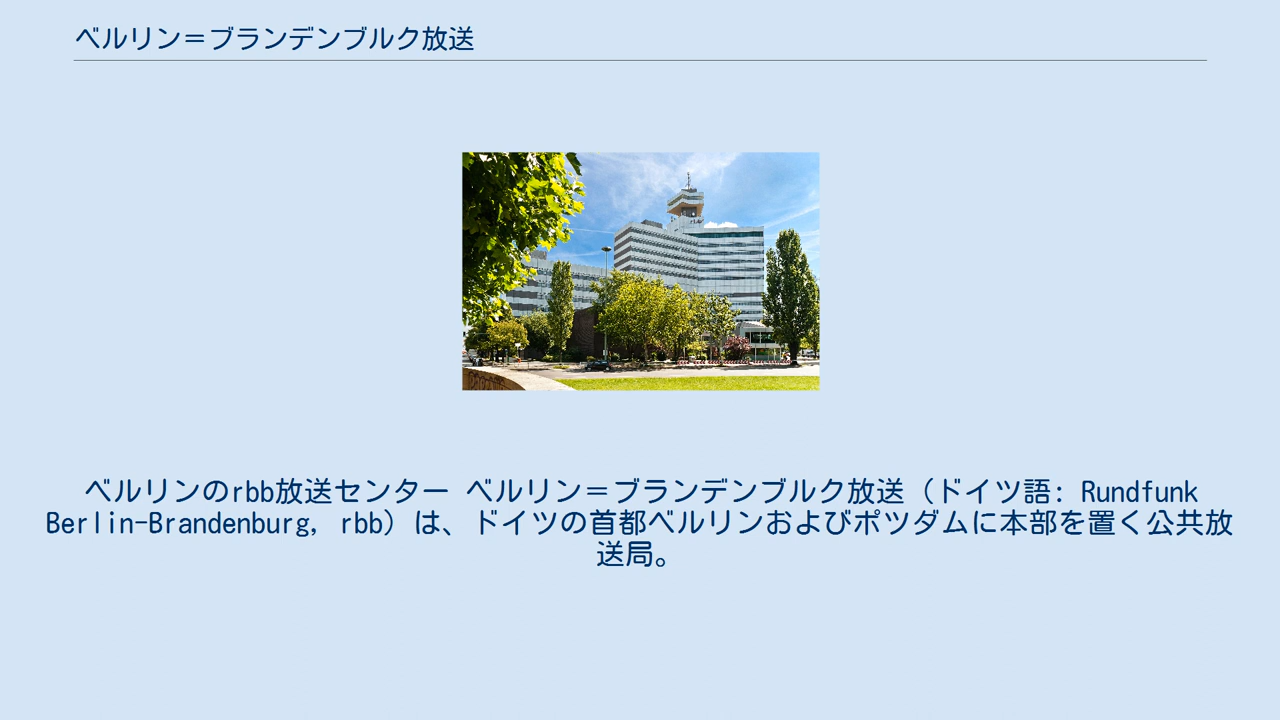 ベルリン＝ブランデンブルク放送
ベルリンのrbb放送センター ベルリン＝ブランデンブルク放送（ドイツ語: Rundfunk
Berlin-Brandenburg, rbb）は、ドイツの首都ベルリンおよびポツダムに本部を置く公共放
送局。